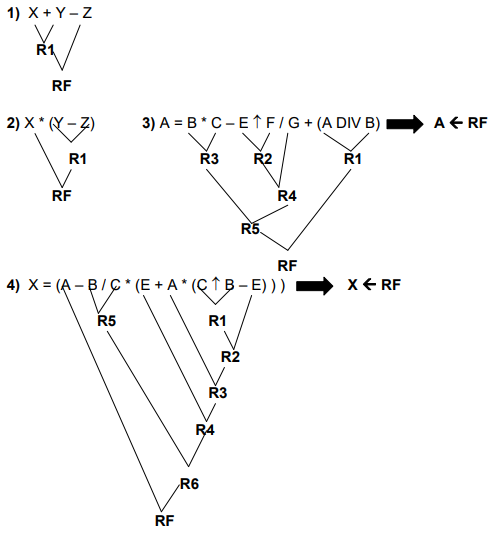 1) X + Y – Z
R1
RF
2) X * (Y – Z)
R1
RF
3) A = B * C – E ↑ F / G + (A DIV B) A ← RF
R3 R2 R1
R4
R5
RF
4) X = (A – B / C * (E + A * (C ↑ B – E) ) ) X ← RF
R5 R1
R2
R3
R4
R6
RF